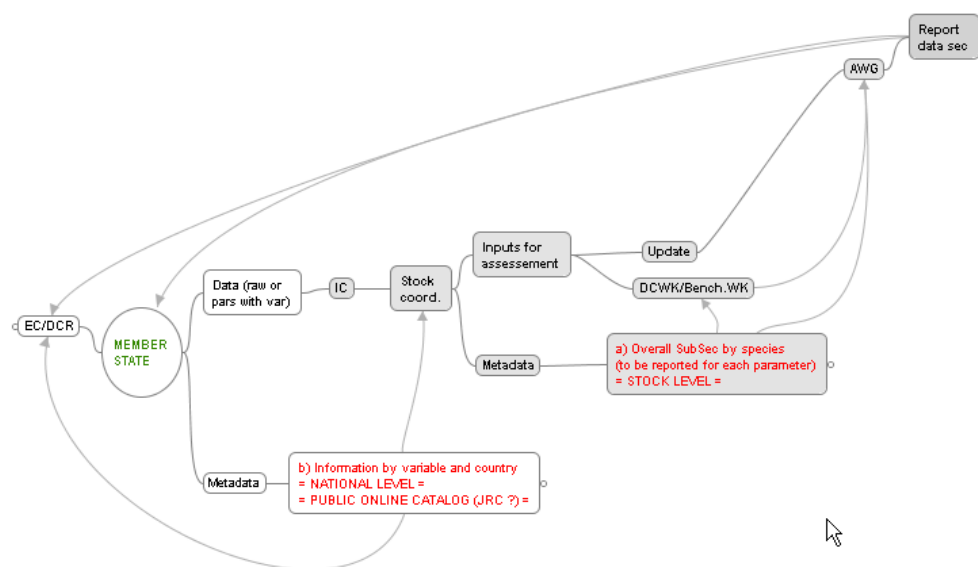 Report
data sec
AWG
Inputs for
assessement
Update
Data (raw or
pars with var)
IC
Stock
coord.
DCWK/Bench.WK
EC/DCR
MEMBER
STATE
a) Overall SubSec by species
(to be reported for each parameter)
= STOCK LEVEL =
Metadata
b) Information by variable and country
= NATIONAL LEVEL =
= PUBLIC ONLINE CATALOG (JRC ?) =
Metadata